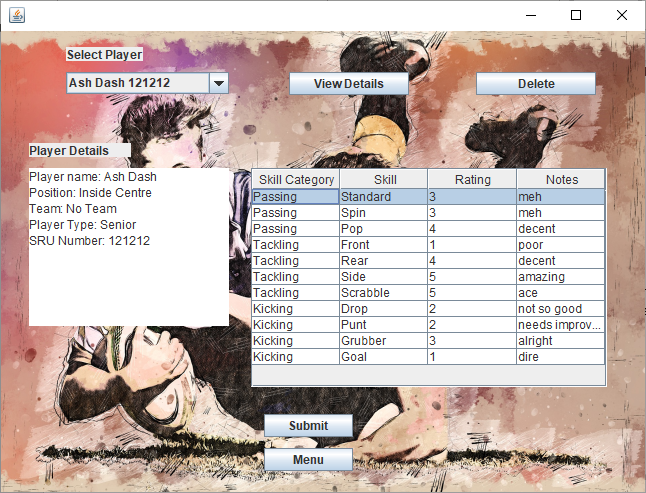 Select Player
Ash Dash 121212
View Details
Delete
Player Details
Player name: Ash Dash
Position: Inside Centre
Team: No Team
Player Type: Senior
SRU Number: 121212
Skill Category Skill Rating Notes
Passing Standard 3 meh
Passing Spin 3 meh
Passing Pop 4 decent
Tackling Front 1 poor
Tackling Rear 4 decent
Tackling Side 5 amazing
Tackling Scrabble 5 ace
Kicking Drop 2 not so good
Kicking Punt 2 needs improv...
Kicking Grubber 3 alright
Kicking Goal 1 dire
Submit
Menu